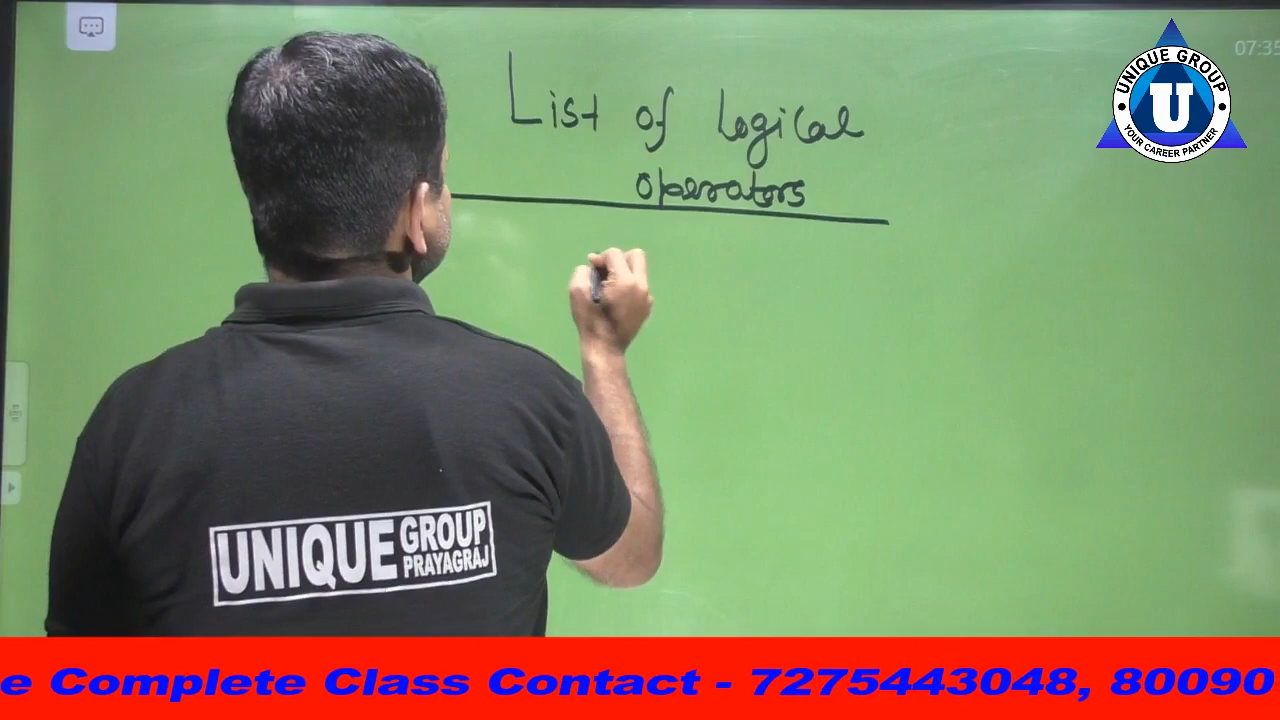 List of Logical
operators
07:35
UNIQUE GROUP
U
YOUR CAREER PARTNER
UNIQUE GROUP
PRAYAGRAJ
e Complete Class Contact - 7275443048, 80090